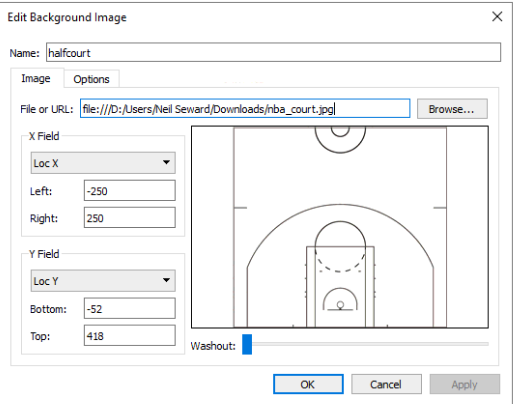 Edit Background Image
Name: halfcourt
Image Options
File or URL: file:///D:/Users/Neil Seward/Downloads/nba_court.jpg Browse...
X Field
Loc X
Left: -250
Right: 250
Y Field
Loc Y
Bottom: -52
Top: 418
Washout:
OK Cancel Apply